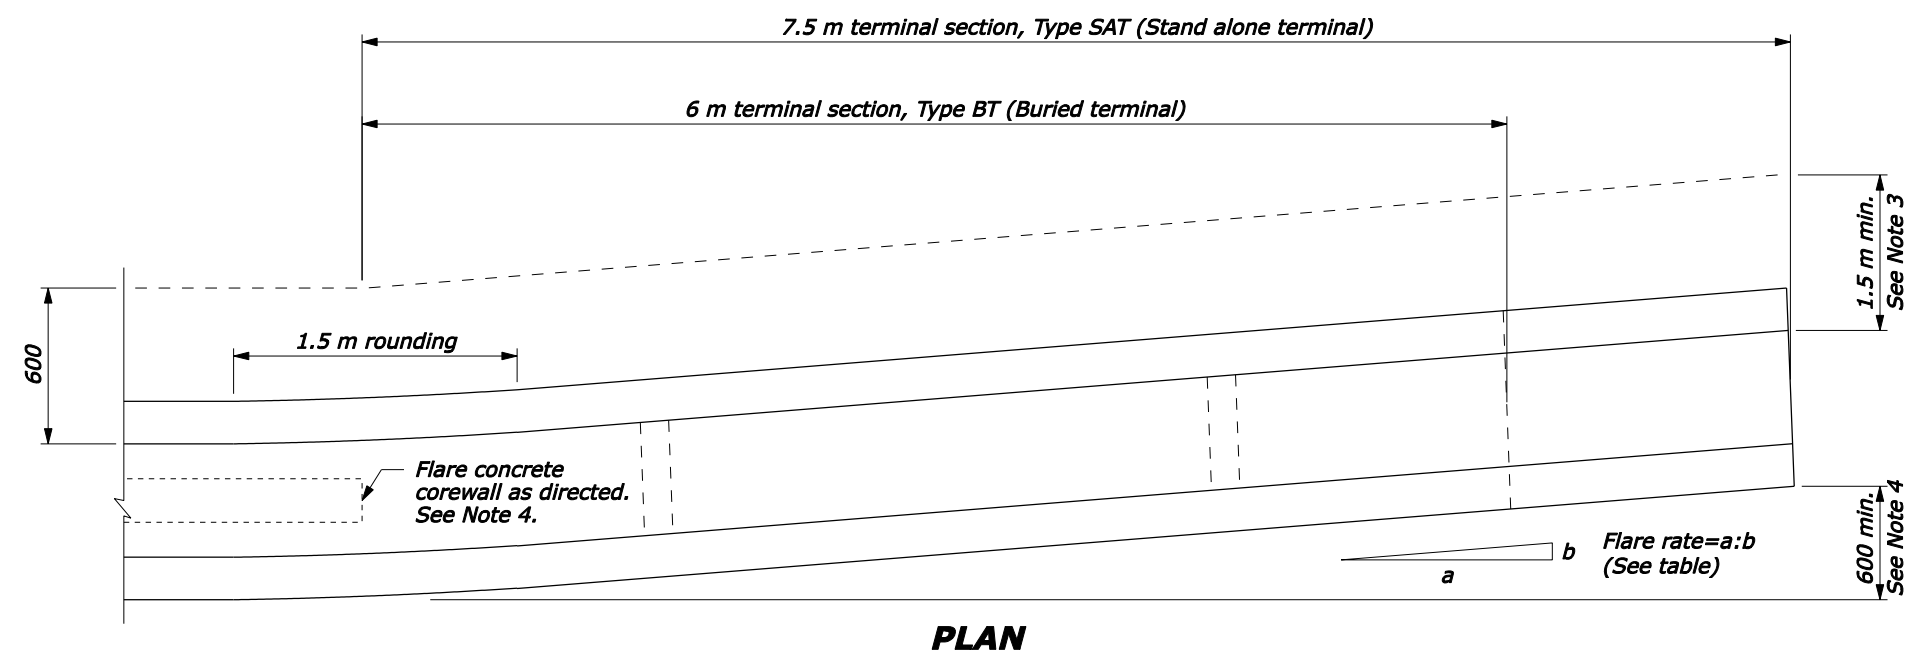 7.5 m terminal section, Type SAT (Stand alone terminal)
6 m terminal section, Type BT (Buried terminal)
1.5 m min.
See Note 3
1.5 m rounding
600
Flare concrete
corewall as directed.
See Note 4.
600 min.
See Note 4
b
a
Flare rate=a:b
(See table)
PLAN